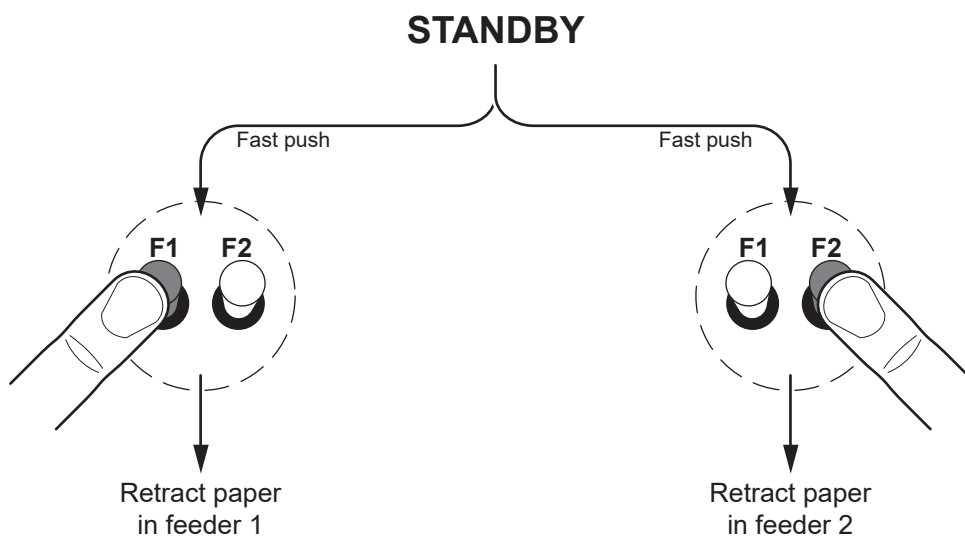 STANDBY
Fast push
Fast push
F1 F2
F1 F2
Retract paper
in feeder 1
Retract paper
in feeder 2